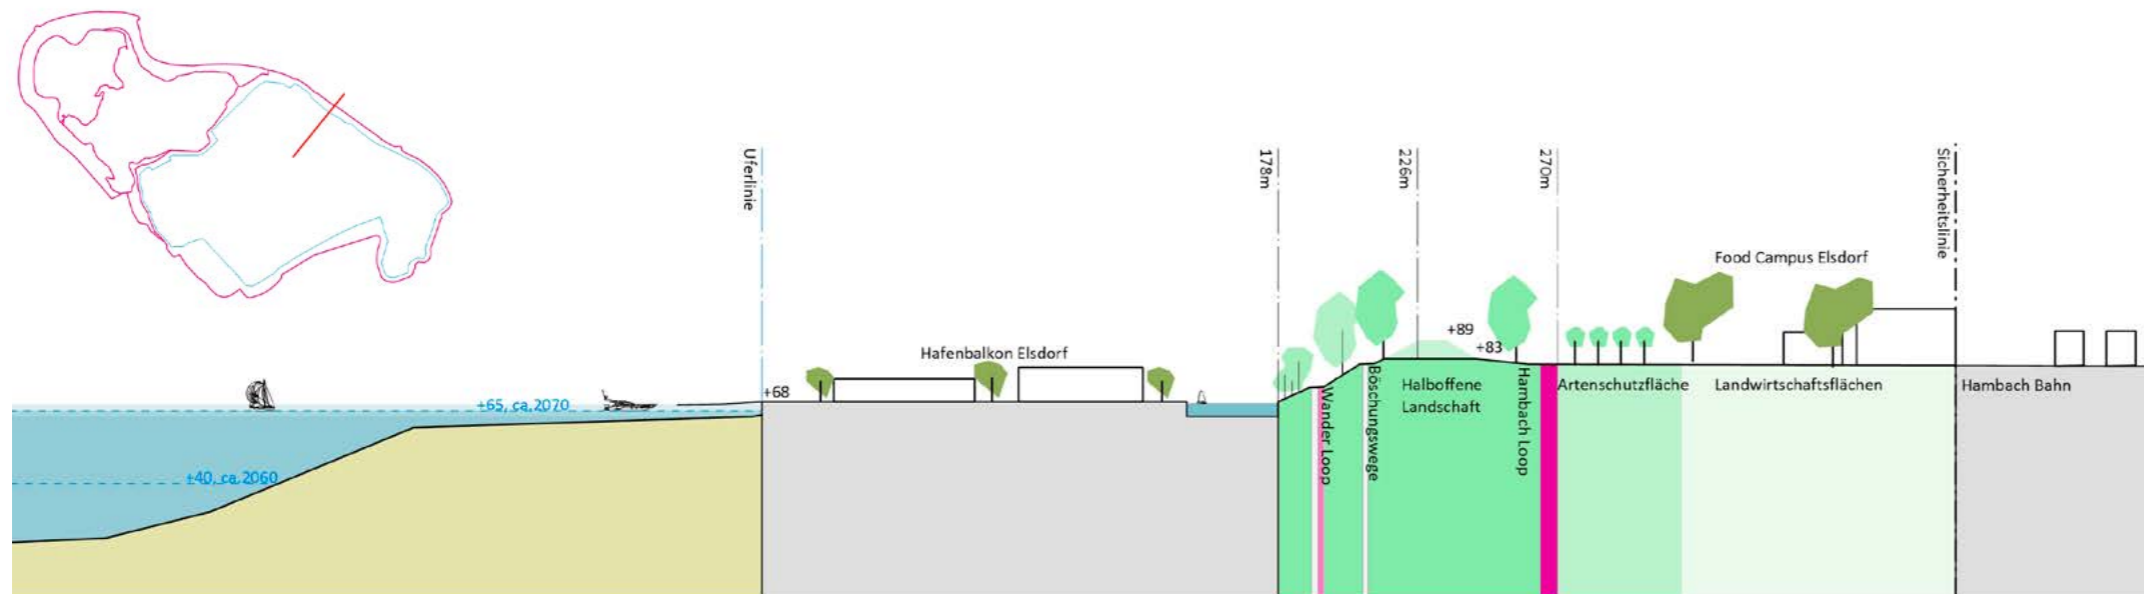 Uferlinie
178m
226m
270m
Sicherheitslinie
Food Campus Elsdorf
+89
+83
Hafenbalkon Elsdorf
+68
+65, ca.2070
+40, ca.2060
Wander Loop
Böschungswege
Halboffene
Landschaft
Hambach Loop
Artenschutzfläche
Landwirtschaftsflächen
Hambach Bahn